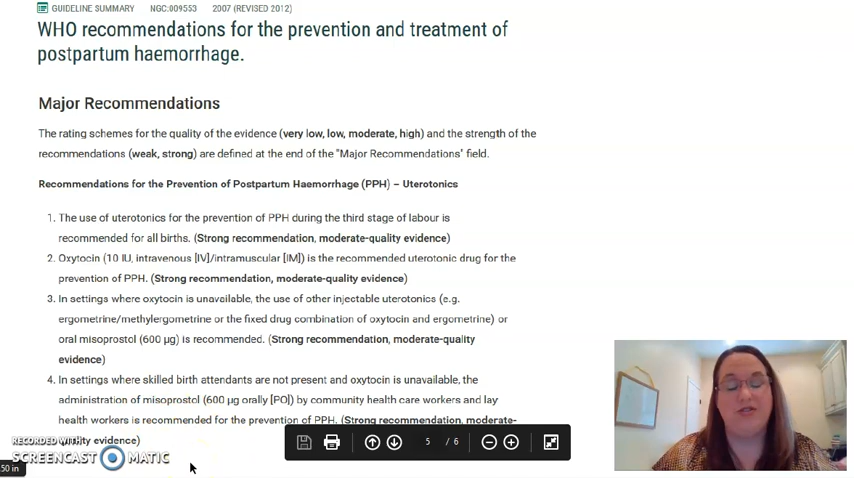 GUIDELINE SUMMARY NGC:009553 2007 (REVISED 2012)
WHO recommendations for the prevention and treatment of
postpartum haemorrhage.
Major Recommendations
The rating schemes for the quality of the evidence (very low, low, moderate, high) and the strength of the
recommendations (weak, strong) are defined at the end of the "Major Recommendations" field.
Recommendations for the Prevention of Postpartum Haemorrhage (PPH) – Uterotonics
1. The use of uterotonics for the prevention of PPH during the third stage of labour is
recommended for all births. (Strong recommendation, moderate-quality evidence)
2. Oxytocin (10 IU, intravenous [IV]/intramuscular [IM]) is the recommended uterotonic drug for the
prevention of PPH. (Strong recommendation, moderate-quality evidence)
3. In settings where oxytocin is unavailable, the use of other injectable uterotonics (e.g.
ergometrine/methylergometrine or the fixed drug combination of oxytocin and ergometrine) or
oral misoprostol (600 µg) is recommended. (Strong recommendation, moderate-quality
evidence)
4. In settings where skilled birth attendants are not present and oxytocin is unavailable, the
administration of misoprostol (600 µg orally [PO]) by community health care workers and lay
health workers is recommended for the prevention of PPH. (Strong recommendation, moderate-
quality evidence)
5 / 6
RECORDED WITH
SCREENCAST MATIC
.50 in